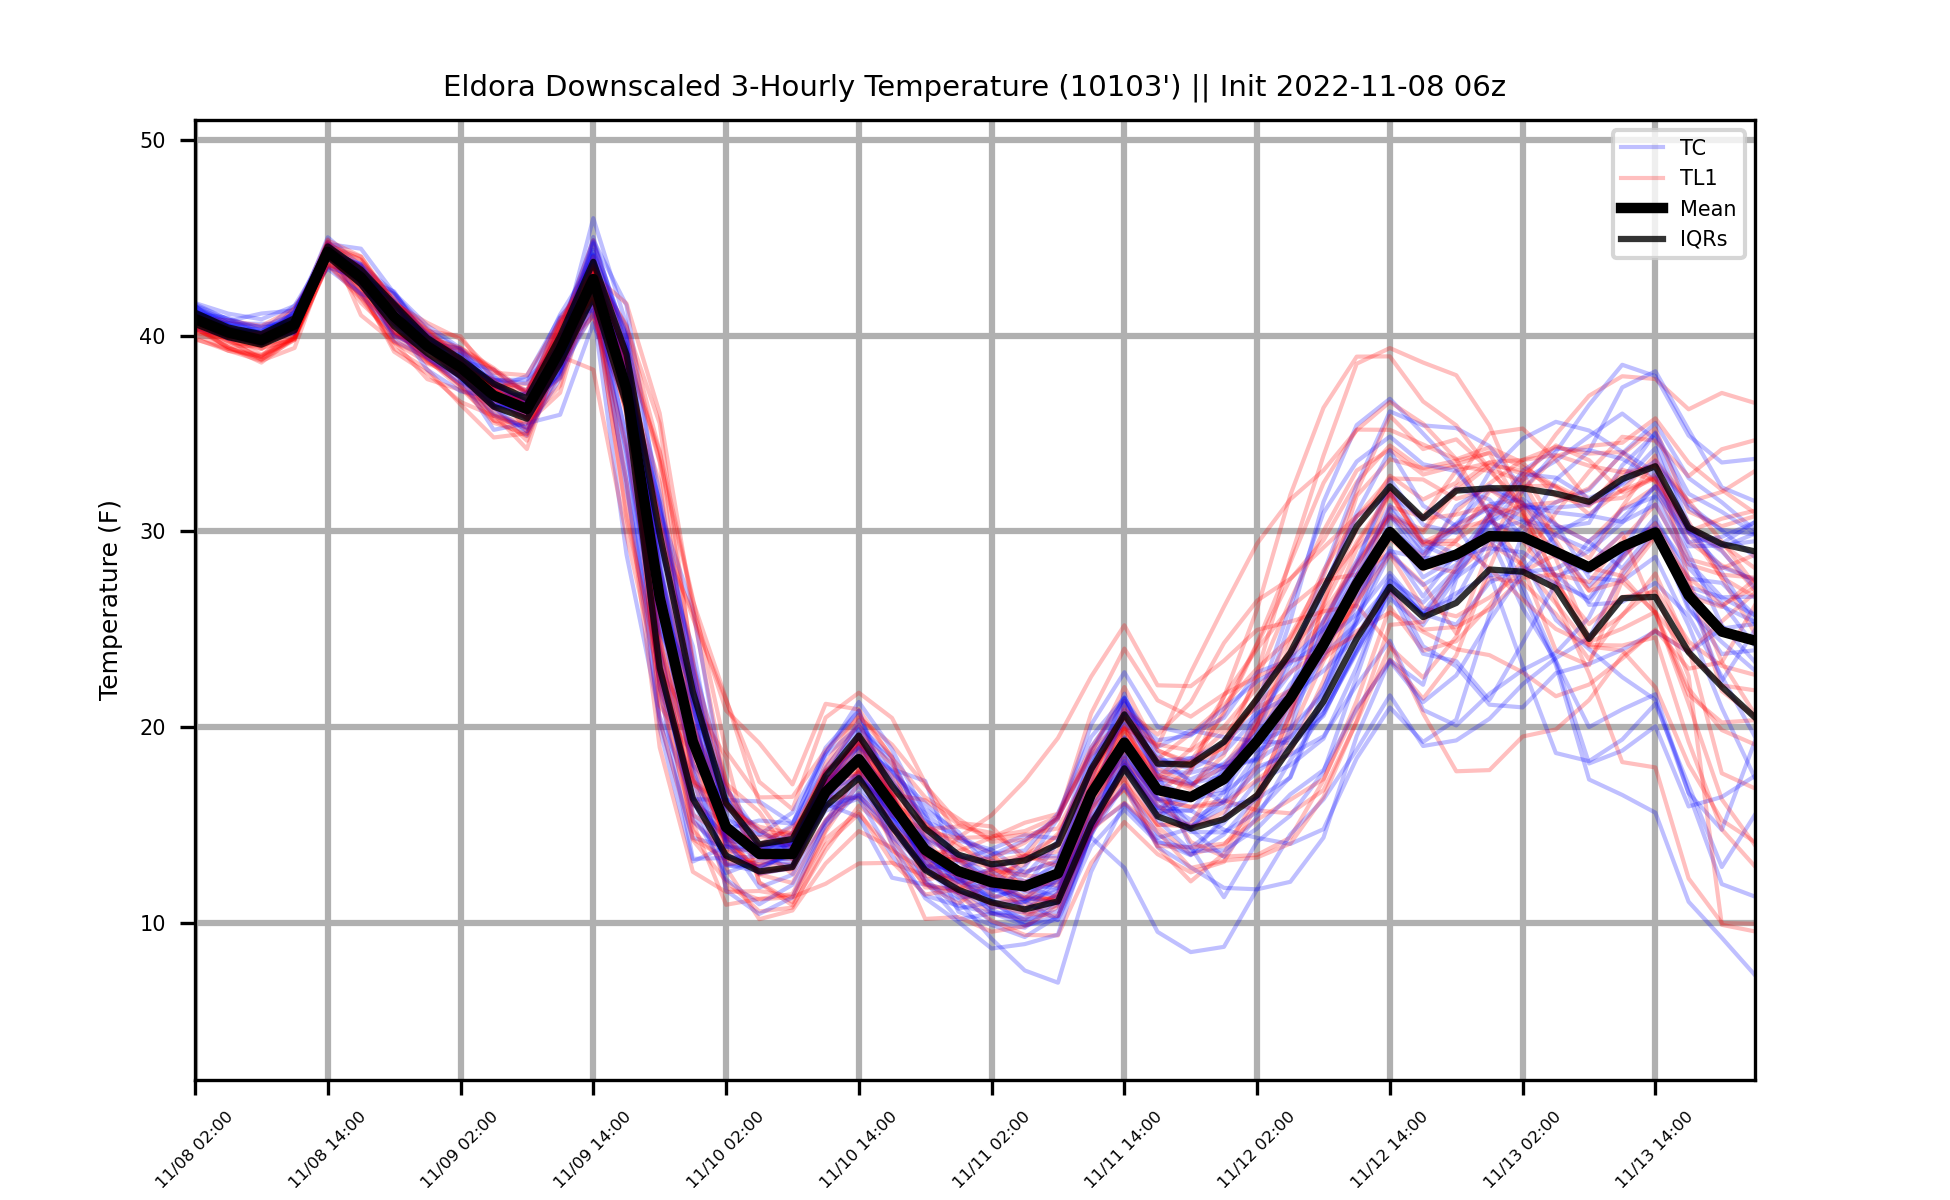 Eldora Downscaled 3-Hourly Temperature (10103') || Init 2022-11-08 06z
TC
TL1
Mean
IQRs
Temperature (F)
50
40
30
20
10
11/08 02:00
11/08 14:00
11/09 02:00
11/09 14:00
11/10 02:00
11/10 14:00
11/11 02:00
11/11 14:00
11/12 02:00
11/12 14:00
11/13 02:00
11/13 14:00